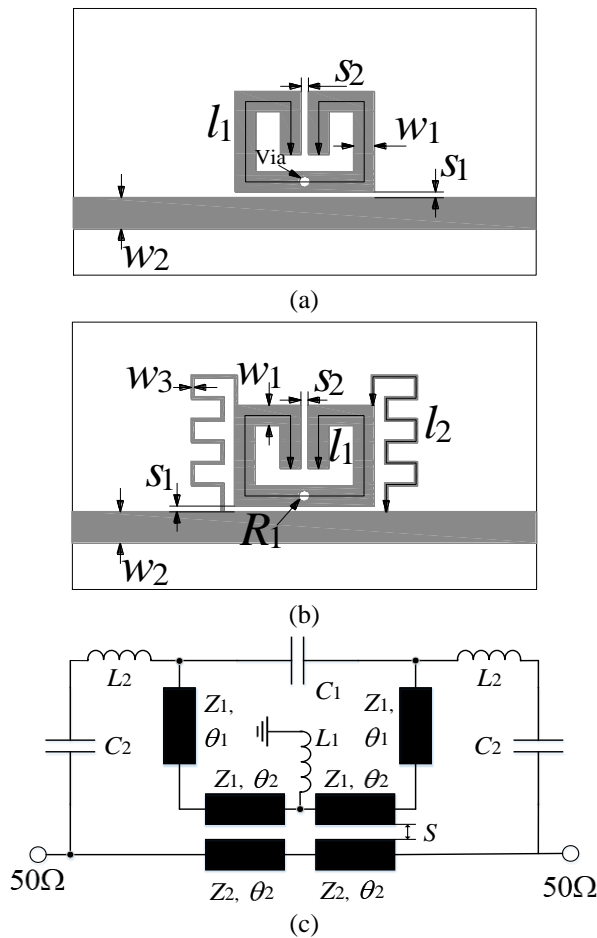 s2
l1
w1
Via
s1
w2
(a)
w3
w1
s2
l1
l2
s1
R1
w2
(b)
L2
C1
L2
Z1,
θ1
L1
Z1,
θ1
C2
C2
Z1, θ2
Z1, θ2
S
50Ω
50Ω
Z2, θ2
Z2, θ2
(c)